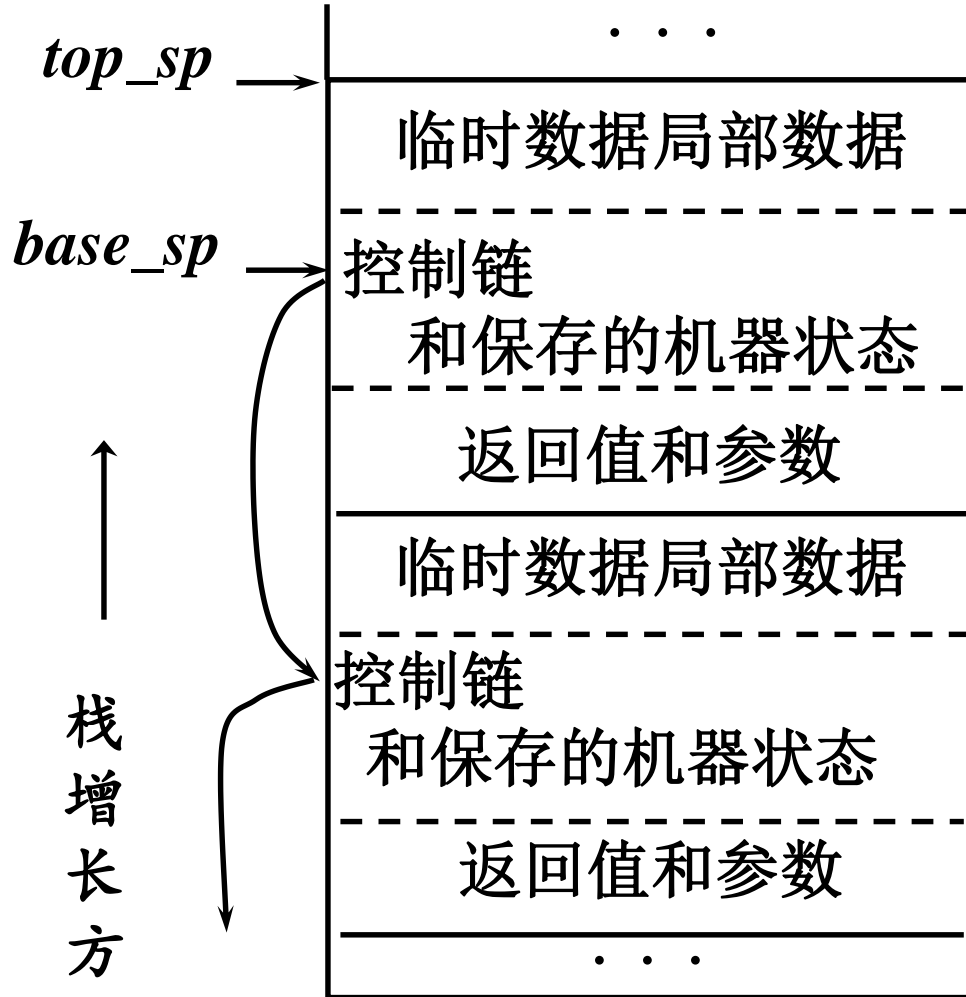 . . .
top_sp
临时数据局部数据
base_sp
控制链
和保存的机器状态
返回值和参数
临时数据局部数据
控制链
和保存的机器状态
返回值和参数
. . .
栈
增
长
方